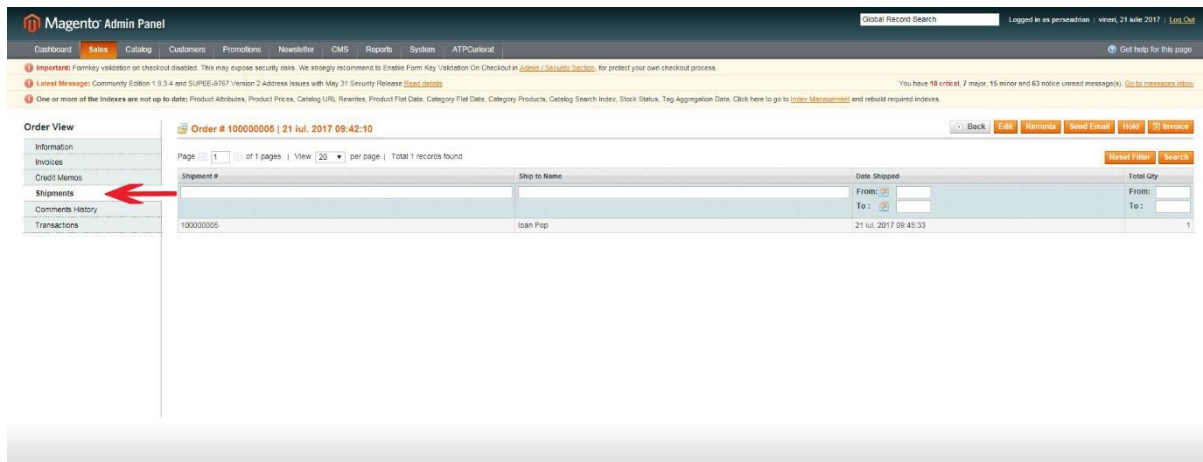 Magento Admin Panel
Global Record Search
Logged in as perseadrian | vineri, 21 iulie 2017 | Log Out
Dashboard Sales Catalog Customers Promotions Newsletter CMS Reports System ATPCurierat
Get help for this page
Important: Formkey validation on checkout disabled. This may expose security risks. We strongly recommend to Enable Form Key Validation On Checkout in Admin / Security Section, for protect your own checkout process.
Latest Message: Community Edition 1.9.3.4 and SUPEE-9767 Version 2 Address Issues with May 31 Security Release Read details
You have 18 critical, 7 major, 15 minor and 63 notice unread message(s). Go to messages inbox
One or more of the Indexes are not up to date: Product Attributes, Product Prices, Catalog URL Rewrites, Product Flat Data, Category Flat Data, Category Products, Catalog Search Index, Stock Status, Tag Aggregation Data. Click here to go to Index Management and rebuild required indexes.
Order View
Information
Invoices
Credit Memos
Shipments
Comments History
Transactions
Order # 100000005 | 21 iul. 2017 09:42:10
Back Edit Renunta Send Email Hold Invoice
Page 1 of 1 pages | View 20 per page | Total 1 records found
Reset Filter Search
Shipment # Ship to Name Date Shipped Total Qty
From: From:
To : To :
100000005 Ioan Pop 21 iul. 2017 09:45:33 1